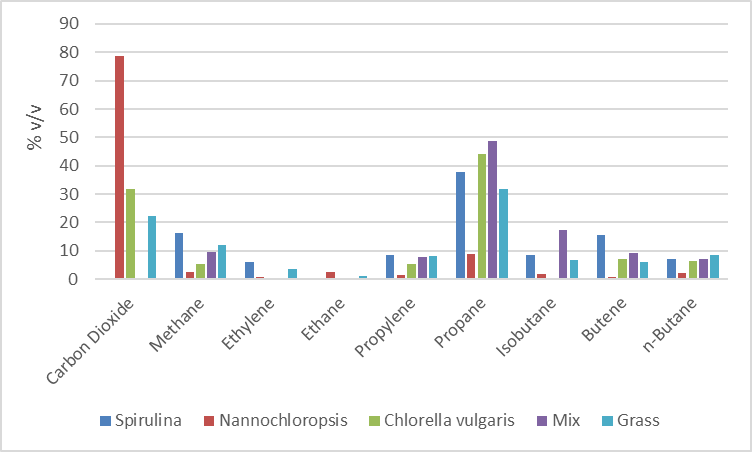 90
80
70
60
50
40
30
20
10
0
% v/v
Carbon Dioxide
Methane
Ethylene
Ethane
Propylene
Propane
Isobutane
Butene
n-Butane
Spirulina Nannochloropsis Chlorella vulgaris Mix Grass